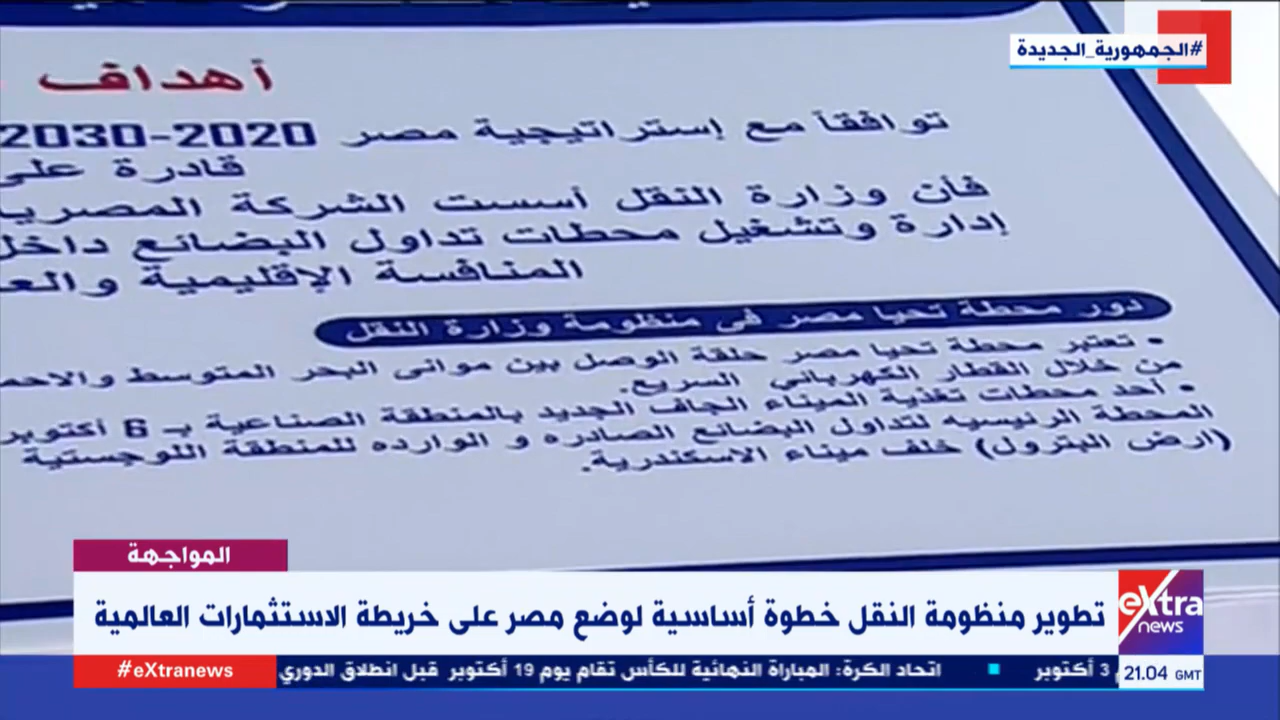 #الجمهورية_الجديدة
أهداف
توافقاً مع إستراتيجية مصر 2020-2030
قادرة على
فأن وزارة النقل أسست الشركة المصرية
إدارة وتشغيل محطات تداول البضائع داخل
المنافسة الإقليمية
دور محطة تحيا مصر فى منظومة وزارة النقل
• تعتبر محطة تحيا مصر حلقة الوصل بين موانى البحر المتوسط
من خلال القطار الكهربائي السريع.
• أحد محطات تغذية الميناء الجاف الجديد بالمنطقة الصناعية بـ 6 أكتوبر
المحطة الرئيسيه لتداول البضائع الصادره و الوارده للمنطقة اللوجستية
(ارض البترول) خلف ميناء الاسكندرية.
المواجهة
تطوير منظومة النقل خطوة أساسية لوضع مصر على خريطة الاستثمارات العالمية
eXtra news
3 أكتوبر ■ اتحاد الكرة: المباراة النهائية للكأس تقام يوم 19 أكتوبر قبل انطلاق الدوري
#eXtranews
21.04 GMT